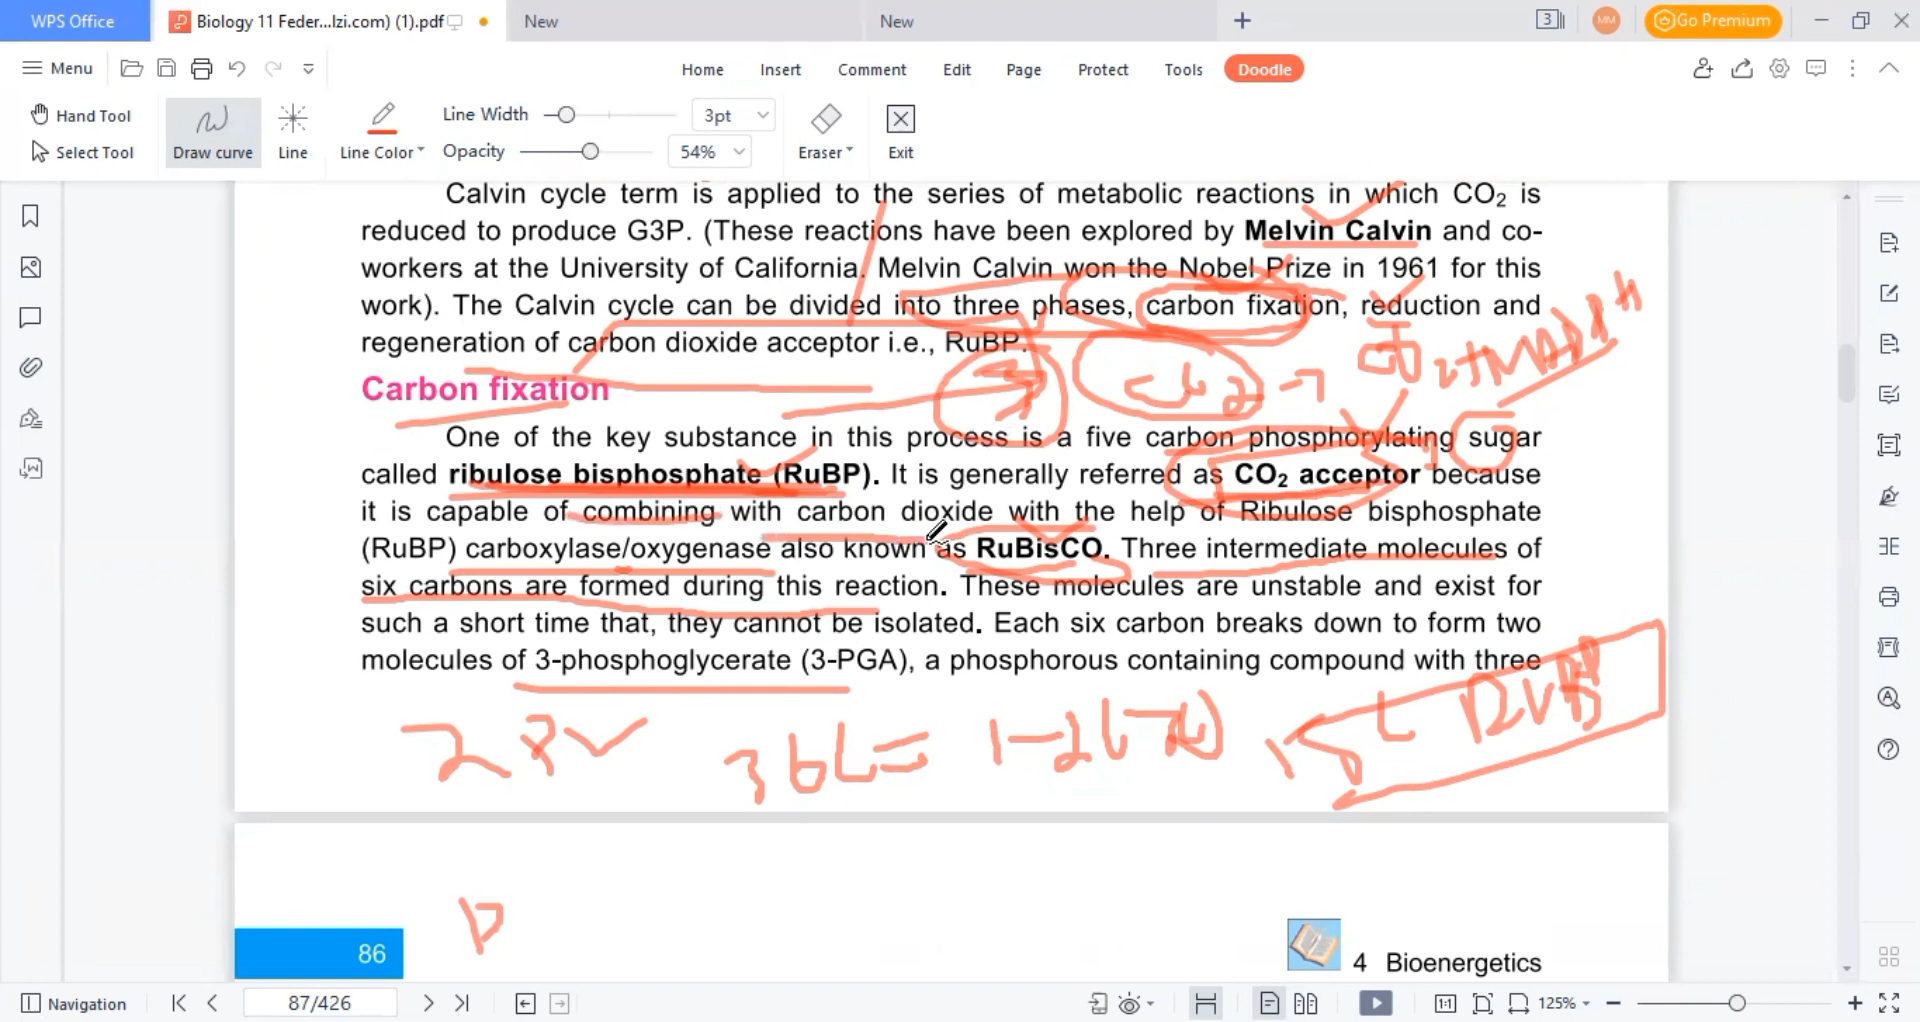 WPS Office
Biology 11 Feder...lzi.com) (1).pdf
New
New
3
MM
Go Premium
Menu
Home Insert Comment Edit Page Protect Tools Doodle
Hand Tool
Select Tool
Draw curve
Line
Line Color
Line Width
3pt
Opacity
54%
Eraser
Exit
Calvin cycle term is applied to the series of metabolic reactions in which CO₂ is
reduced to produce G3P. (These reactions have been explored by Melvin Calvin and co-
workers at the University of California. Melvin Calvin won the Nobel Prize in 1961 for this
work). The Calvin cycle can be divided into three phases, carbon fixation, reduction and
regeneration of carbon dioxide acceptor i.e., RuBP.
Carbon fixation
One of the key substance in this process is a five carbon phosphorylating sugar
called ribulose bisphosphate (RuBP). It is generally referred as CO₂ acceptor because
it is capable of combining with carbon dioxide with the help of Ribulose bisphosphate
(RuBP) carboxylase/oxygenase also known as RuBisCO. Three intermediate molecules of
six carbons are formed during this reaction. These molecules are unstable and exist for
such a short time that, they cannot be isolated. Each six carbon breaks down to form two
molecules of 3-phosphoglycerate (3-PGA), a phosphorous containing compound with three
86
4 Bioenergetics
Navigation
87/426
1:1
125%